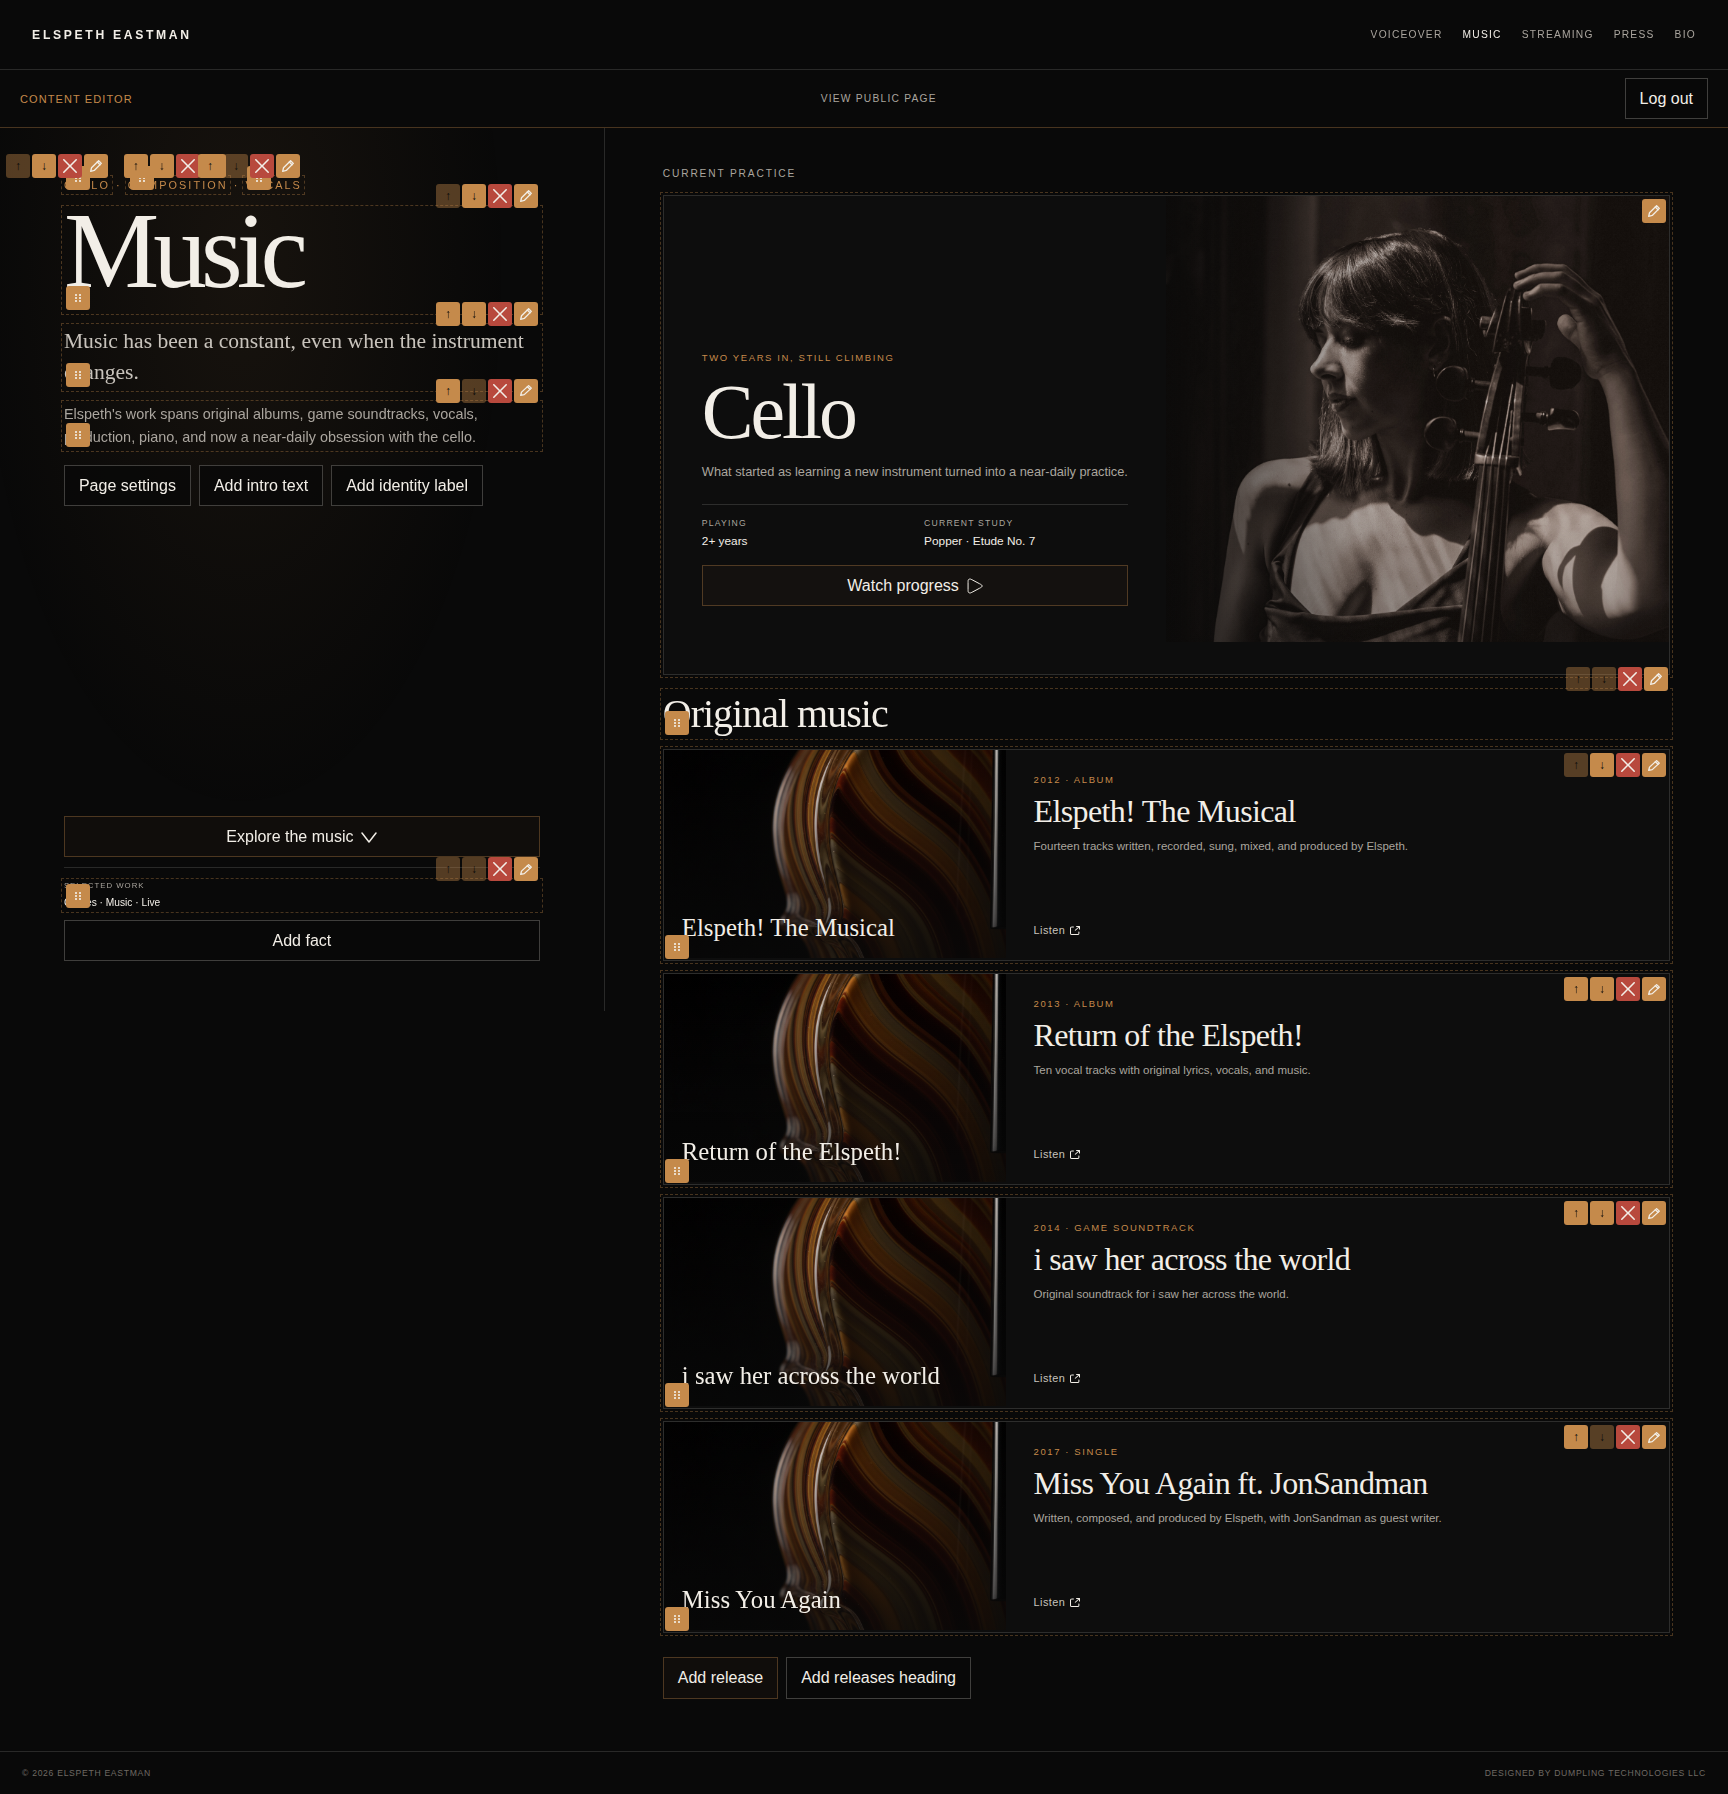 ELSPETH EASTMAN
VOICEOVER MUSIC STREAMING PRESS BIO
CONTENT EDITOR
VIEW PUBLIC PAGE
Log out
Music
Music has been a constant, even when the instrument
Elspeth's work spans original albums, game soundtracks, vocals,
, piano, and now a near-daily obsession with the cello.
Page settings
Add intro text
Add identity label
Explore the music
· Music · Live
Add fact
CURRENT PRACTICE
TWO YEARS IN, STILL CLIMBING
Cello
What started as learning a new instrument turned into a near-daily practice.
PLAYING
2+ years
CURRENT STUDY
Popper · Etude No. 7
Watch progress
Original music
Elspeth! The Musical
2012 · ALBUM
Elspeth! The Musical
Fourteen tracks written, recorded, sung, mixed, and produced by Elspeth.
Listen
Return of the Elspeth!
2013 · ALBUM
Return of the Elspeth!
Ten vocal tracks with original lyrics, vocals, and music.
Listen
i saw her across the world
2014 · GAME SOUNDTRACK
i saw her across the world
Original soundtrack for i saw her across the world.
Listen
Miss You Again
2017 · SINGLE
Miss You Again ft. JonSandman
Written, composed, and produced by Elspeth, with JonSandman as guest writer.
Listen
Add release
Add releases heading
© 2026 ELSPETH EASTMAN
DESIGNED BY DUMPLING TECHNOLOGIES LLC